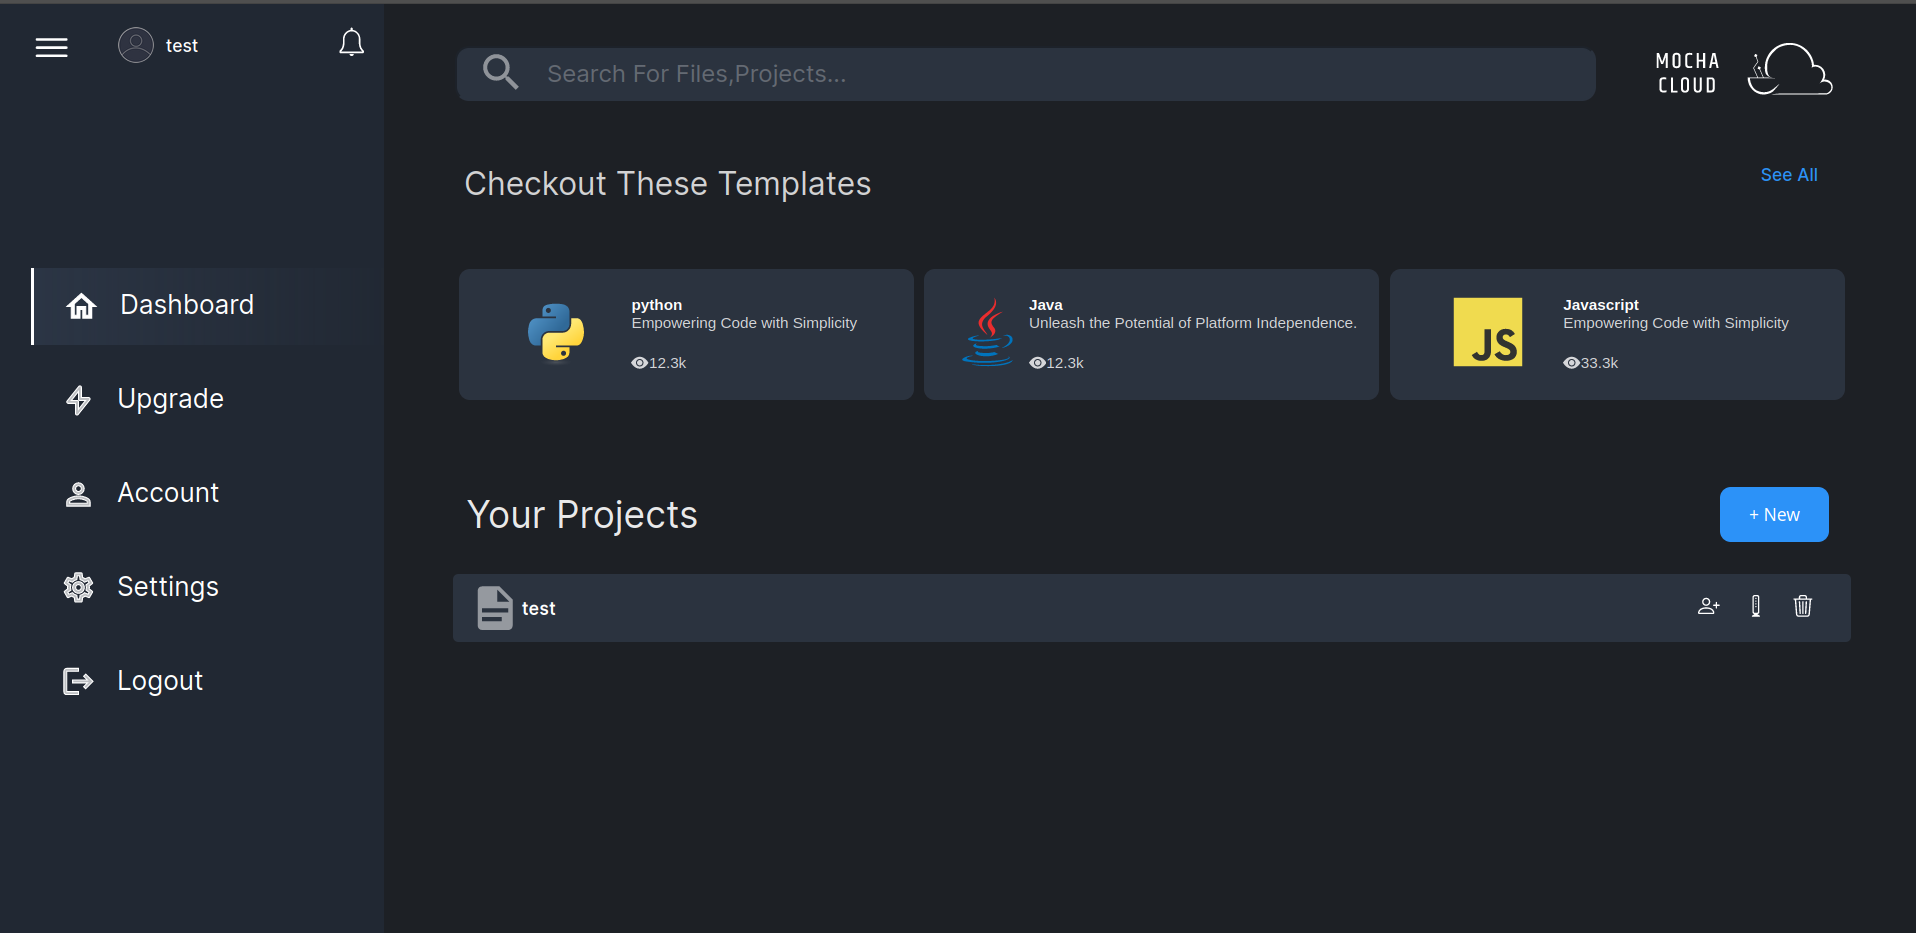 test
Search For Files,Projects...
MOCHA
CLOUD
Checkout These Templates
See All
Dashboard
Upgrade
Account
Settings
Logout
python
Empowering Code with Simplicity
12.3k
Java
Unleash the Potential of Platform Independence.
12.3k
JS
Javascript
Empowering Code with Simplicity
33.3k
Your Projects
+ New
test